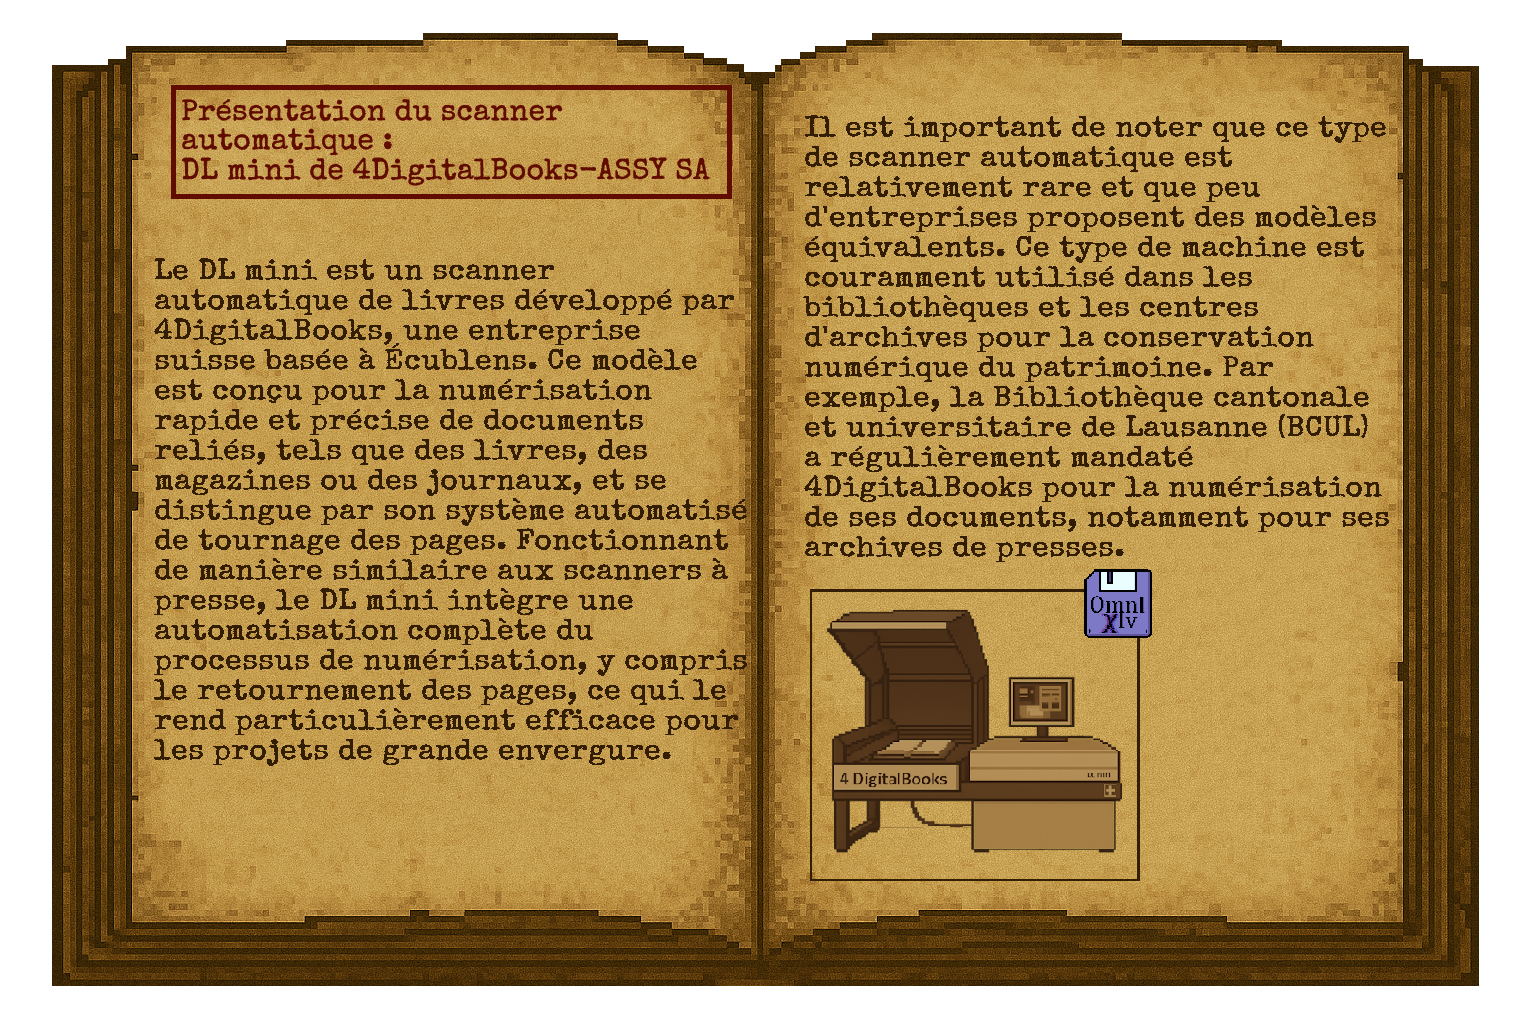 Présentation du scanner
automatique :
DL mini de 4DigitalBooks-ASSY SA
Le DL mini est un scanner
automatique de livres développé par
4DigitalBooks, une entreprise
suisse basée à Écublens. Ce modèle
est conçu pour la numérisation
rapide et précise de documents
reliés, tels que des livres, des
magazines ou des journaux, et se
distingue par son système automatisé
de tournage des pages. Fonctionnant
de manière similaire aux scanners à
presse, le DL mini intègre une
automatisation complète du
processus de numérisation, y compris
le retournement des pages, ce qui le
rend particulièrement efficace pour
les projets de grande envergure.
Il est important de noter que ce type
de scanner automatique est
relativement rare et que peu
d'entreprises proposent des modèles
équivalents. Ce type de machine est
couramment utilisé dans les
bibliothèques et les centres
d'archives pour la conservation
numérique du patrimoine. Par
exemple, la Bibliothèque cantonale
et universitaire de Lausanne (BCUL)
a régulièrement mandaté
4DigitalBooks pour la numérisation
de ses documents, notamment pour ses
archives de presses.
OmnI
χIv
4 DigitalBooks